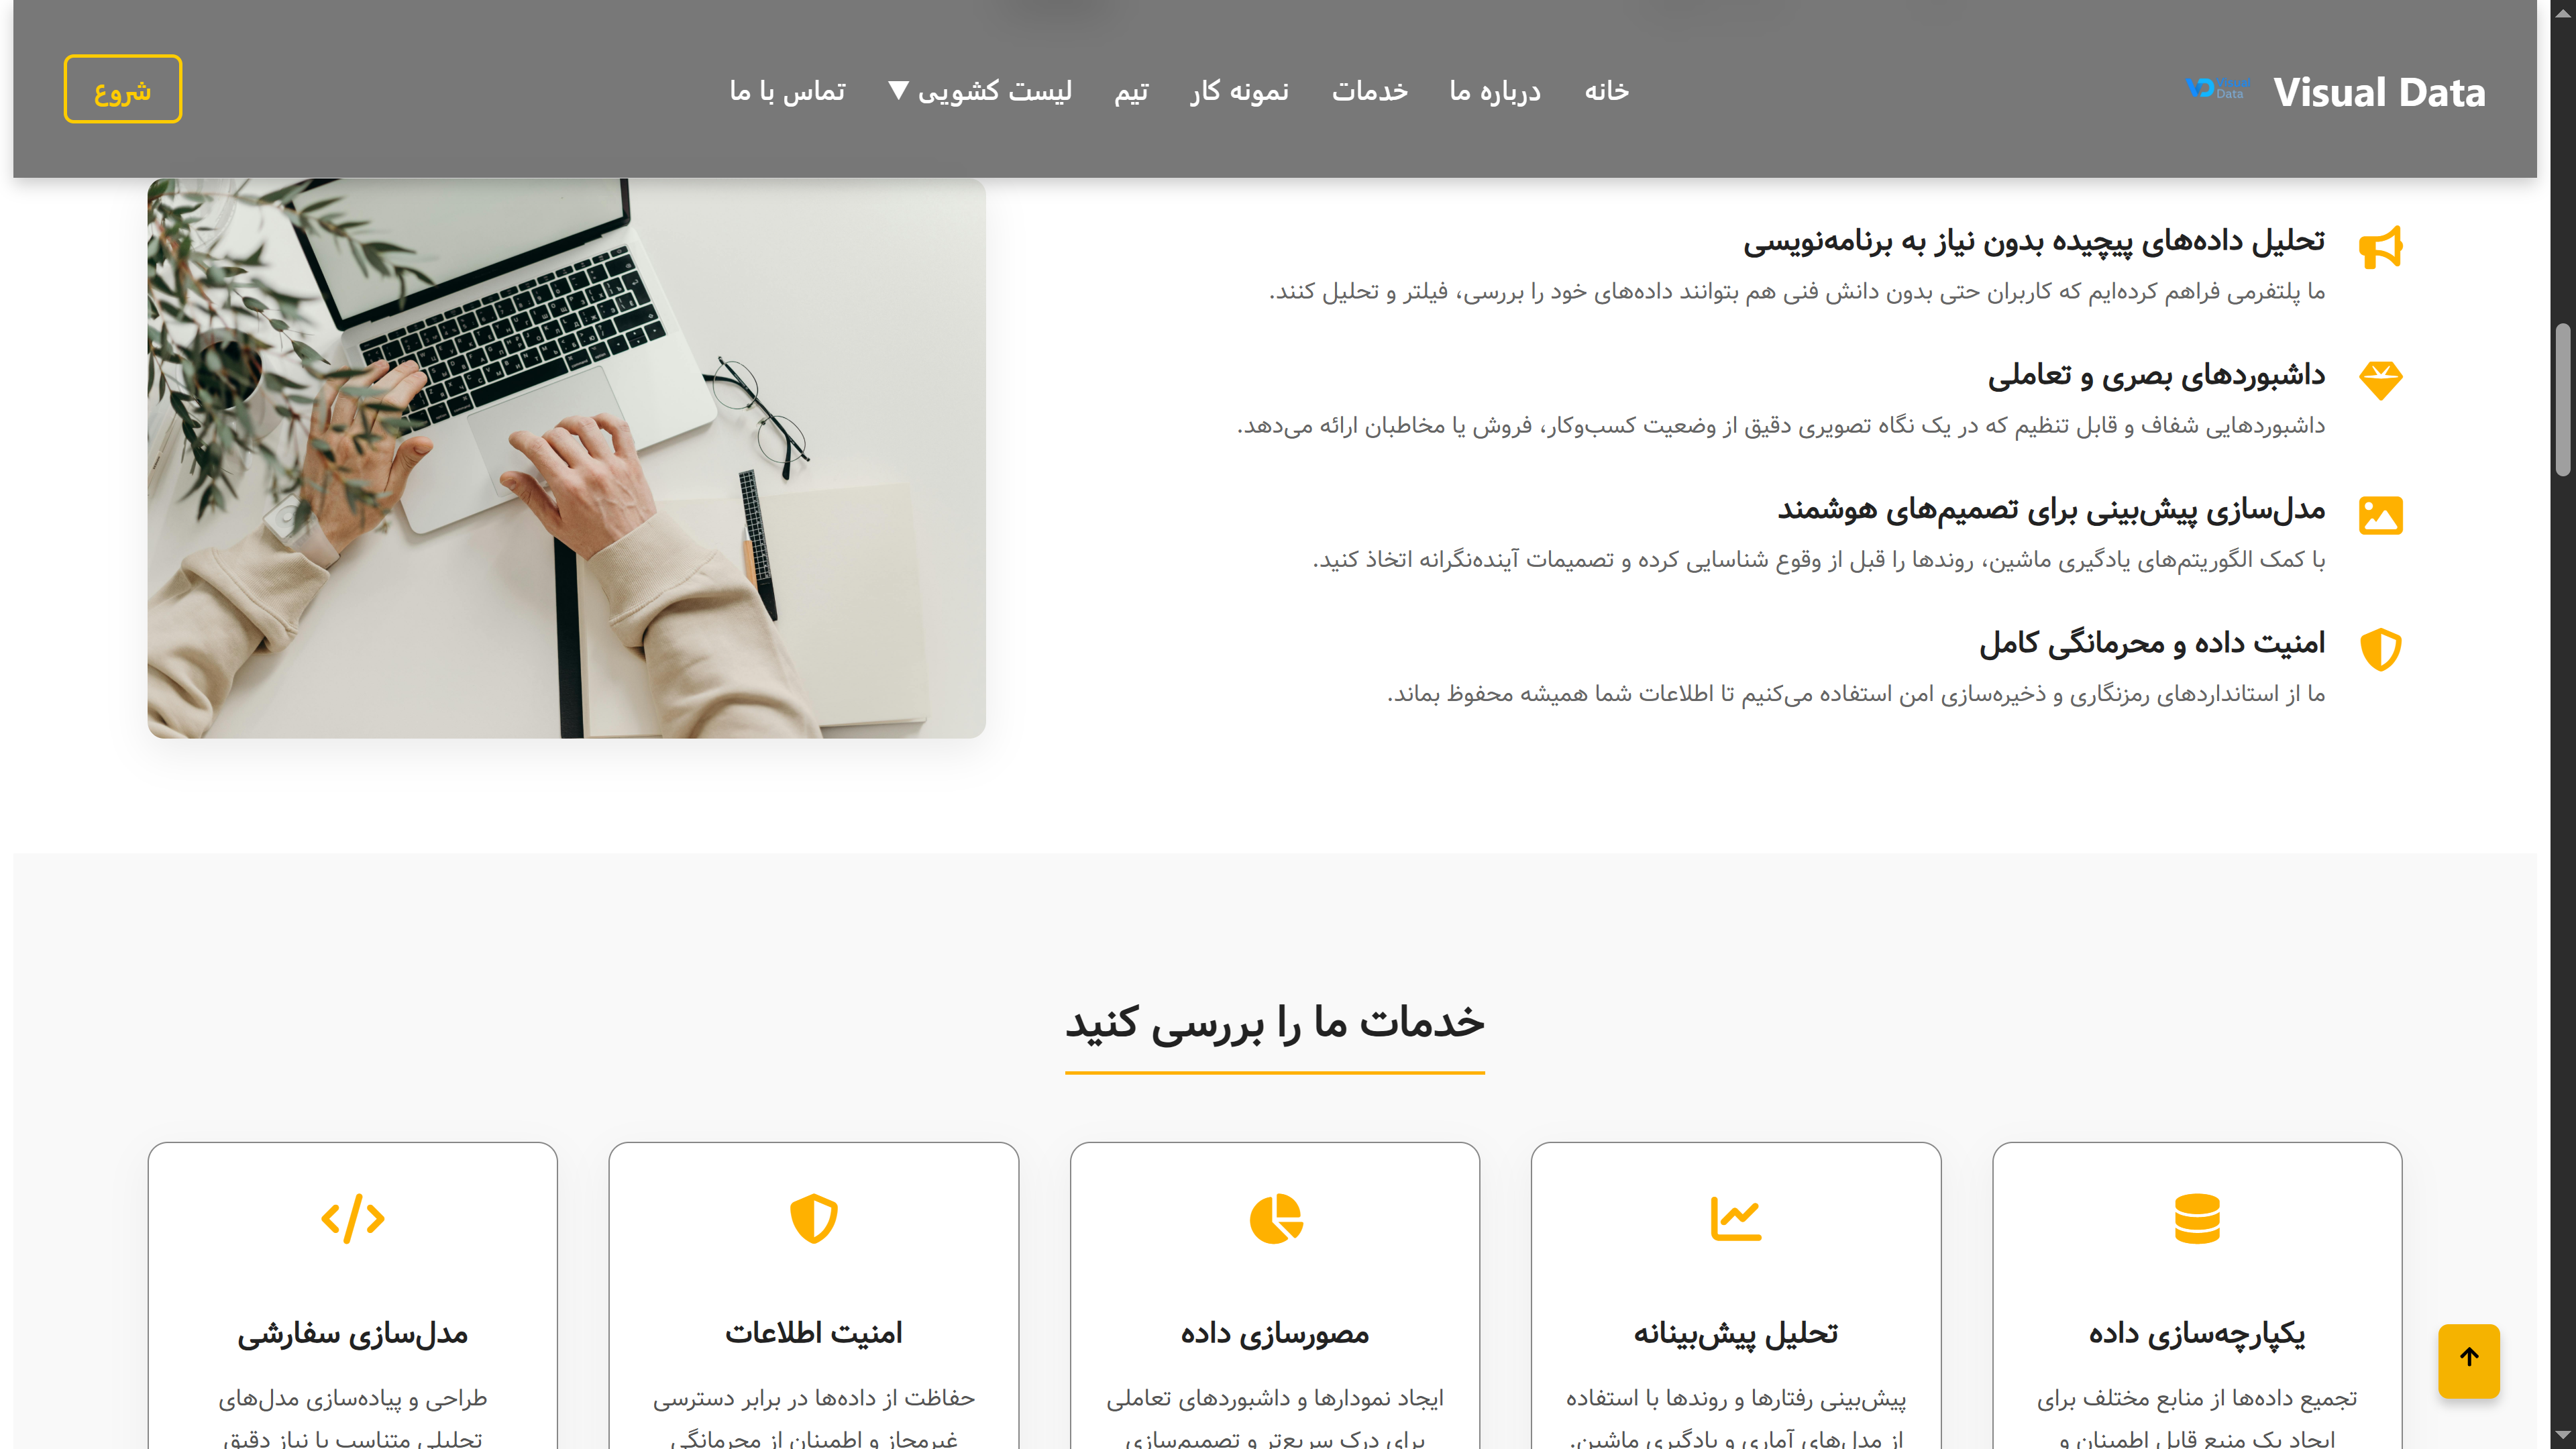 Visual Data
Visual
Data
خانه
درباره ما
خدمات
نمونه کار
تیم
لیست کشویی ▼
تماس با ما
شروع
تحلیل داده‌های پیچیده بدون نیاز به برنامه‌نویسی
ما پلتفرمی فراهم کرده‌ایم که کاربران حتی بدون دانش فنی هم بتوانند داده‌های خود را بررسی، فیلتر و تحلیل کنند.
داشبوردهای بصری و تعاملی
داشبوردهایی شفاف و قابل تنظیم که در یک نگاه تصویری دقیق از وضعیت کسب‌وکار، فروش یا مخاطبان ارائه می‌دهد.
مدل‌سازی پیش‌بینی برای تصمیم‌های هوشمند
با کمک الگوریتم‌های یادگیری ماشین، روندها را قبل از وقوع شناسایی کرده و تصمیمات آینده‌نگرانه اتخاذ کنید.
امنیت داده و محرمانگی کامل
ما از استانداردهای رمزنگاری و ذخیره‌سازی امن استفاده می‌کنیم تا اطلاعات شما همیشه محفوظ بماند.
خدمات ما را بررسی کنید
یکپارچه‌سازی داده
تجمیع داده‌ها از منابع مختلف برای
ایجاد یک منبع قابل اطمینان و
تحلیل پیش‌بینانه
پیش‌بینی رفتارها و روندها با استفاده
از مدل‌های آماری و یادگیری ماشین.
مصورسازی داده
ایجاد نمودارها و داشبوردهای تعاملی
برای درک سریع‌تر و تصمیم‌سازی
امنیت اطلاعات
حفاظت از داده‌ها در برابر دسترسی
غیرمجاز و اطمینان از محرمانگی
مدل‌سازی سفارشی
طراحی و پیاده‌سازی مدل‌های
تحلیلی متناسب با نیاز دقیق